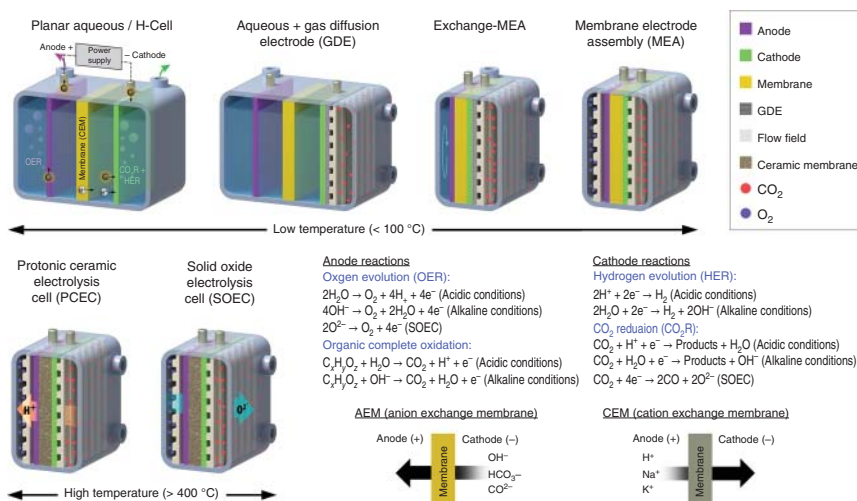 Planar aqueous / H-Cell
Aqueous + gas diffusion
electrode (GDE)
Exchange-MEA
Membrane electrode
assembly (MEA)
Anode +
Power
supply
– Cathode
OER
Membrane (CEM)
CO₂R +
HER
Anode
Cathode
Membrane
GDE
Flow field
Ceramic membrane
CO₂
O₂
Low temperature (< 100 °C)
Protonic ceramic
electrolysis
cell (PCEC)
Solid oxide
electrolysis
cell (SOEC)
H⁺
High temperature (> 400 °C)
Anode reactions
Oxgen evolution (OER):
2H₂O → O₂ + 4H₊ + 4e⁻ (Acidic conditions)
4OH⁻ → O₂ + 2H₂O + 4e⁻ (Alkaline conditions)
2O²⁻ → O₂ + 4e⁻ (SOEC)
Organic complete oxidation:
CₓHᵧO_z + H₂O → CO₂ + H⁺ + e⁻ (Acidic conditions)
CₓHᵧO_z + OH⁻ → CO₂ + H₂O + e⁻ (Alkaline conditions)
Cathode reactions
Hydrogen evolution (HER):
2H⁺ + 2e⁻ → H₂ (Acidic conditions)
2H₂O + 2e⁻ → H₂ + 2OH⁻ (Alkaline conditions)
CO₂ reduaion (CO₂R):
CO₂ + H⁺ + e⁻ → Products + H₂O (Acidic conditions)
CO₂ + H₂O + e⁻ → Products + OH⁻ (Alkaline conditions)
CO₂ + 4e⁻ → 2CO + 2O²⁻ (SOEC)
AEM (anion exchange membrane)
Anode (+)
Cathode (–)
Membrane
OH⁻
HCO₃₋
CO²⁻
CEM (cation exchange membrane)
Anode (+)
Cathode (–)
H⁺
Na⁺
K⁺
Membrane